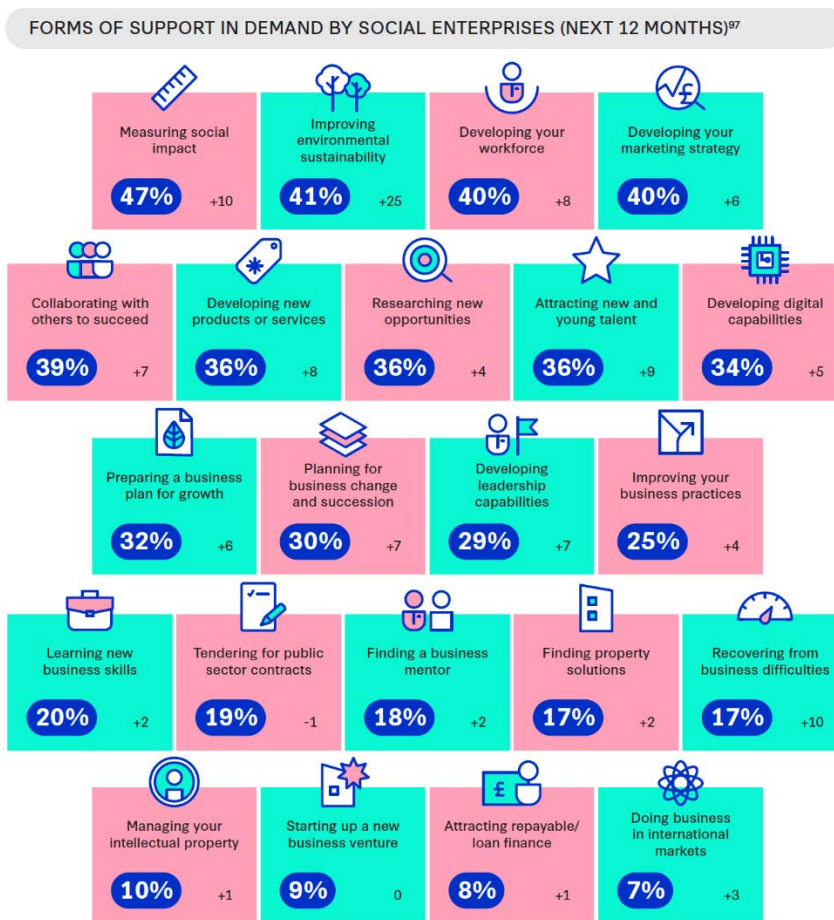 FORMS OF SUPPORT IN DEMAND BY SOCIAL ENTERPRISES (NEXT 12 MONTHS)⁹⁷
Measuring social
impact
47% +10
Improving
environmental
sustainability
41% +25
Developing your
workforce
40% +8
Developing your
marketing strategy
40% +6
Collaborating with
others to succeed
39% +7
Developing new
products or services
36% +8
Researching new
opportunities
36% +4
Attracting new and
young talent
36% +9
Developing digital
capabilities
34% +5
Preparing a business
plan for growth
32% +6
Planning for
business change
and succession
30% +7
Developing
leadership
capabilities
29% +7
Improving your
business practices
25% +4
Learning new
business skills
20% +2
Tendering for public
sector contracts
19% -1
Finding a business
mentor
18% +2
Finding property
solutions
17% +2
Recovering from
business difficulties
17% +10
Managing your
intellectual property
10% +1
Starting up a new
business venture
9% 0
£
Attracting repayable/
loan finance
8% +1
Doing business
in international
markets
7% +3